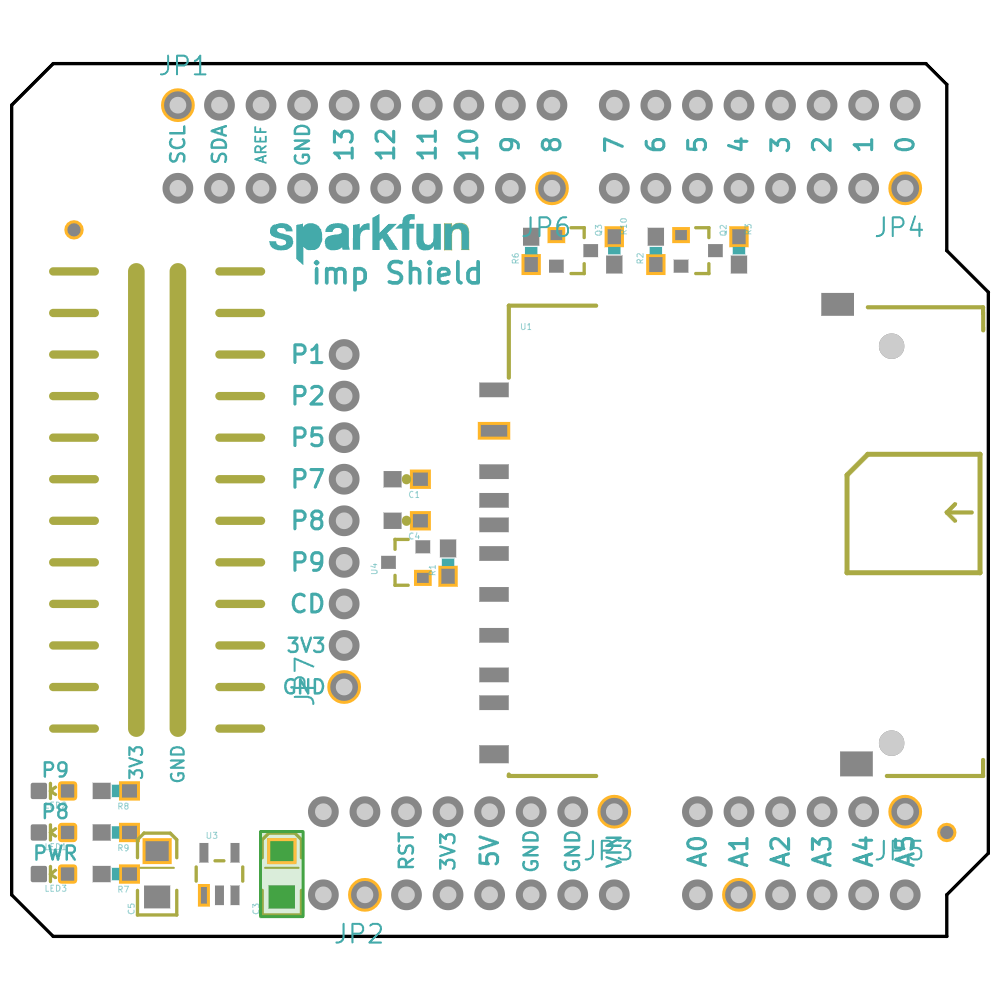 JP1
SCL SDA AREF GND 13 12 11 10 9 8 7 6 5 4 3 2 1 0
JP6 JP4
sparkfun
imp Shield
R6 Q3 R10 R2 Q2
U1
P1
P2
P5
P7
C1
P8
C4
P9
U4 R1
CD
3V3
GND
JP7
3V3 GND
P9
R8
P8
R9
PWR
LED3 R7
C5 U3 C3
RST 3V3 5V GND GND VIN A0 A1 A2 A3 A4 A5
JP3 JP5
JP2